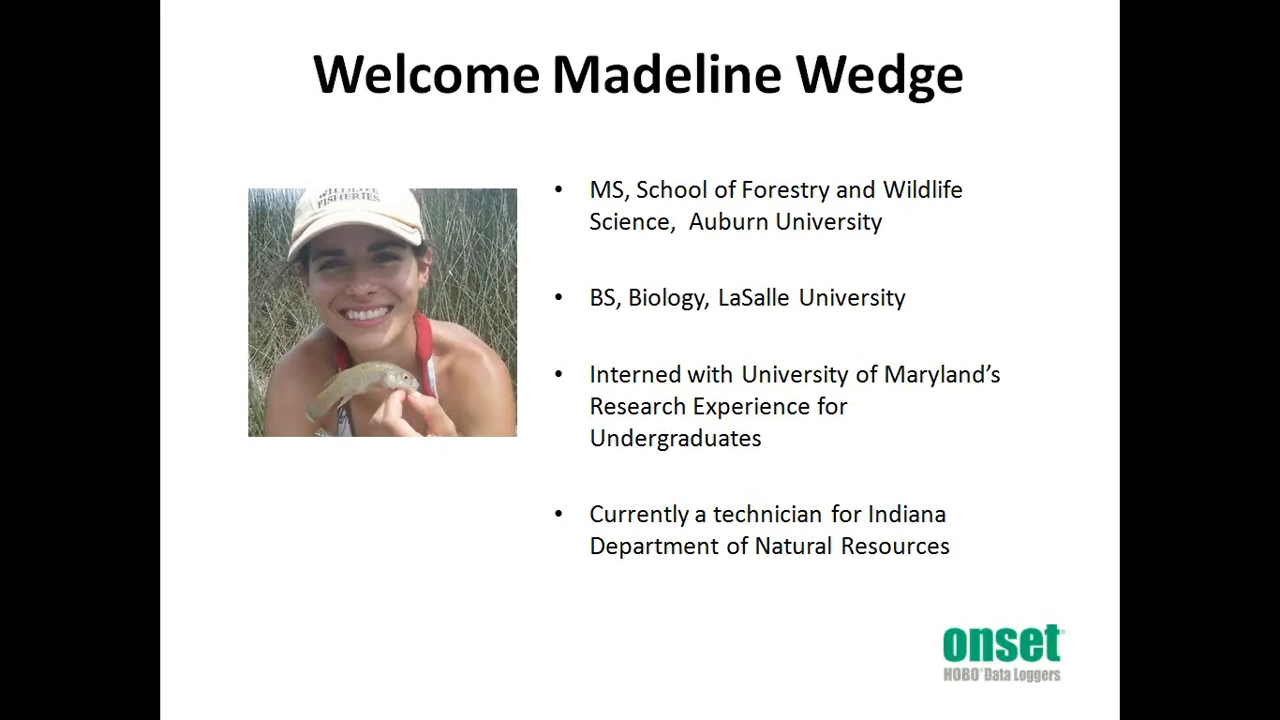 Welcome Madeline Wedge
WILDLIFE
FISHERIES
• MS, School of Forestry and Wildlife
Science, Auburn University
• BS, Biology, LaSalle University
• Interned with University of Maryland’s
Research Experience for
Undergraduates
• Currently a technician for Indiana
Department of Natural Resources
onset®
HOBO® Data Loggers